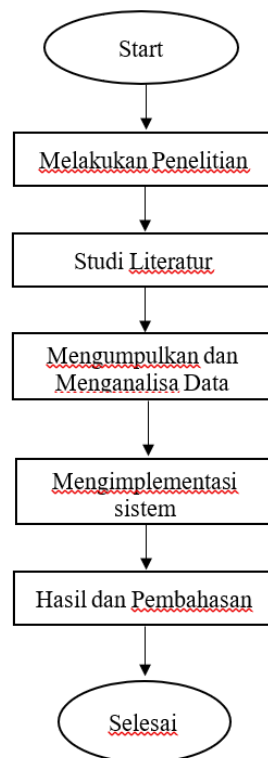 Start
Melakukan Penelitian
Studi Literatur
Mengumpulkan dan
Menganalisa Data
Mengimplementasi
sistem
Hasil dan Pembahasan
Selesai